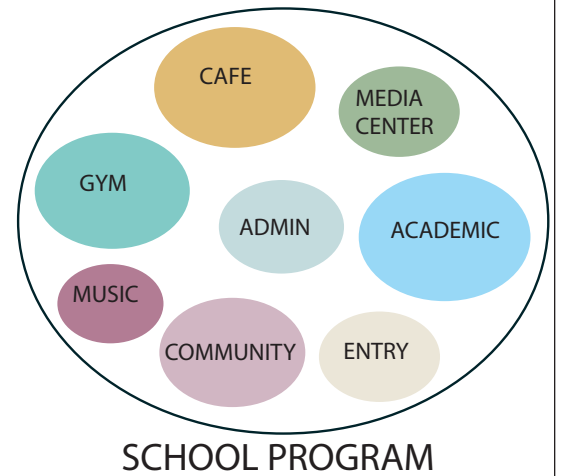 CAFE
MEDIA
CENTER
GYM
ADMIN
ACADEMIC
MUSIC
COMMUNITY
ENTRY
SCHOOL PROGRAM